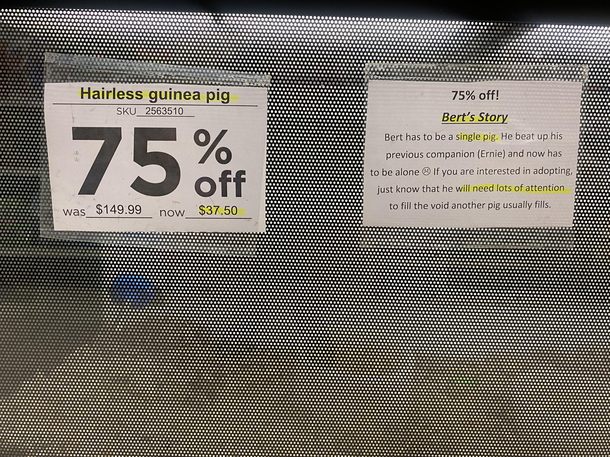 Hairless guinea pig
SKU 2563510
75 % off
was $149.99 now $37.50
75% off!
Bert's Story
Bert has to be a single pig. He beat up his
previous companion (Ernie) and now has
to be alone ☹ If you are interested in adopting,
just know that he will need lots of attention
to fill the void another pig usually fills.